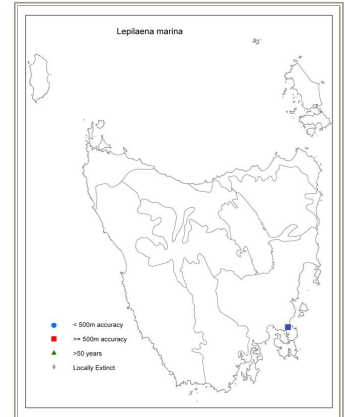 Lepilaena marina
< 500m accuracy
>= 500m accuracy
>50 years
Locally Extinct